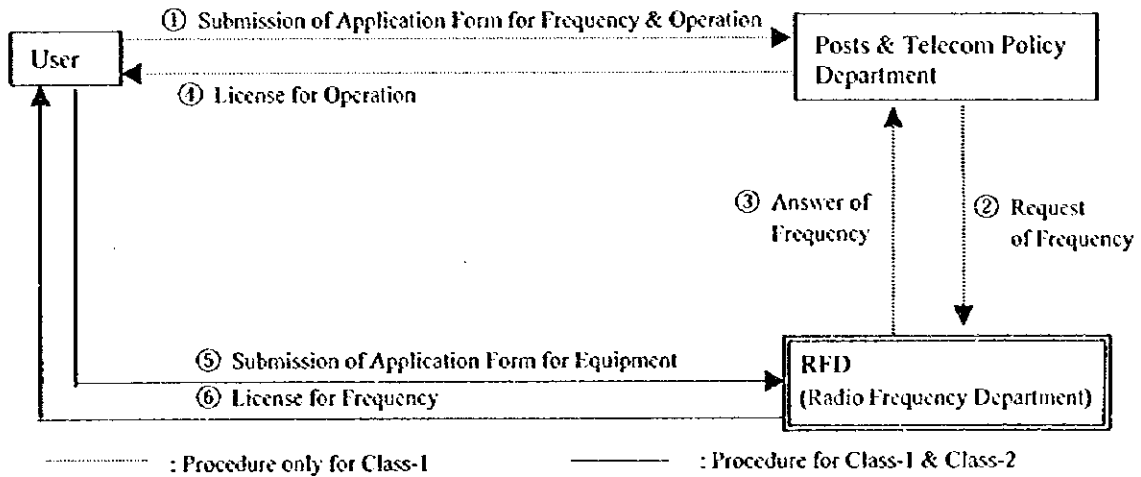 ① Submission of Application Form for Frequency & Operation
User
Posts & Telecom Policy
Department
④ License for Operation
③ Answer of
Frequency
② Request
of Frequency
⑤ Submission of Application Form for Equipment
⑥ License for Frequency
RFD
(Radio Frequency Department)
: Procedure only for Class-1
: Procedure for Class-1 & Class-2